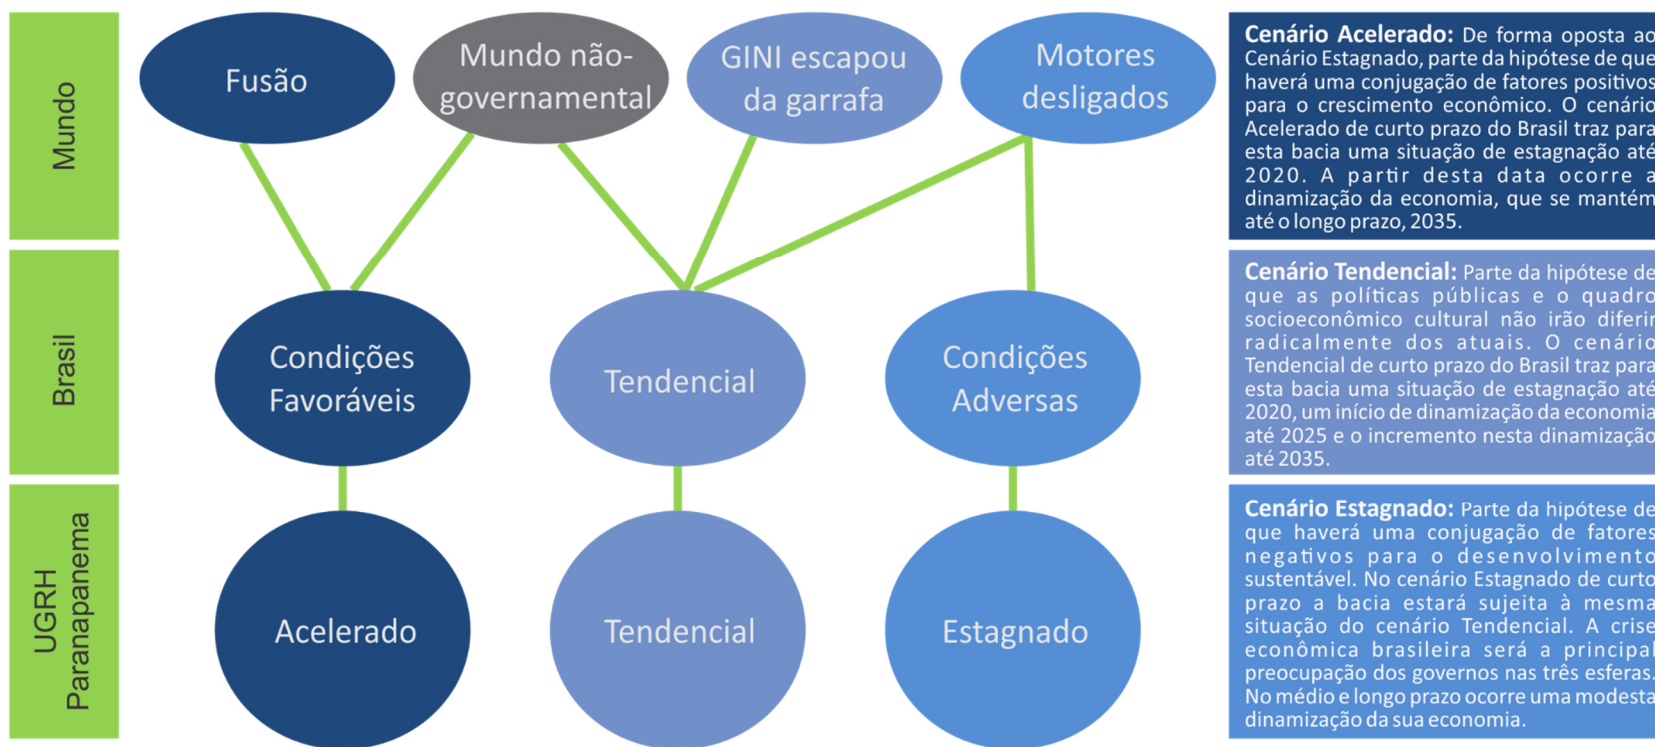 Mundo
Fusão
Mundo não-
governamental
GINI escapou
da garrafa
Motores
desligados
Brasil
Condições
Favoráveis
Tendencial
Condições
Adversas
UGRH
Paranapanema
Acelerado
Tendencial
Estagnado
Cenário Acelerado: De forma oposta ao
Cenário Estagnado, parte da hipótese de que
haverá uma conjugação de fatores positivos
para o crescimento econômico. O cenário
Acelerado de curto prazo do Brasil traz para
esta bacia uma situação de estagnação até
2020. A partir desta data ocorre a
dinamização da economia, que se mantém
até o longo prazo, 2035.
Cenário Tendencial: Parte da hipótese de
que as políticas públicas e o quadro
socioeconômico cultural não irão diferir
radicalmente dos atuais. O cenário
Tendencial de curto prazo do Brasil traz para
esta bacia uma situação de estagnação até
2020, um início de dinamização da economia
até 2025 e o incremento nesta dinamização
até 2035.
Cenário Estagnado: Parte da hipótese de
que haverá uma conjugação de fatores
negativos para o desenvolvimento
sustentável. No cenário Estagnado de curto
prazo a bacia estará sujeita à mesma
situação do cenário Tendencial. A crise
econômica brasileira será a principal
preocupação dos governos nas três esferas.
No médio e longo prazo ocorre uma modesta
dinamização da sua economia.